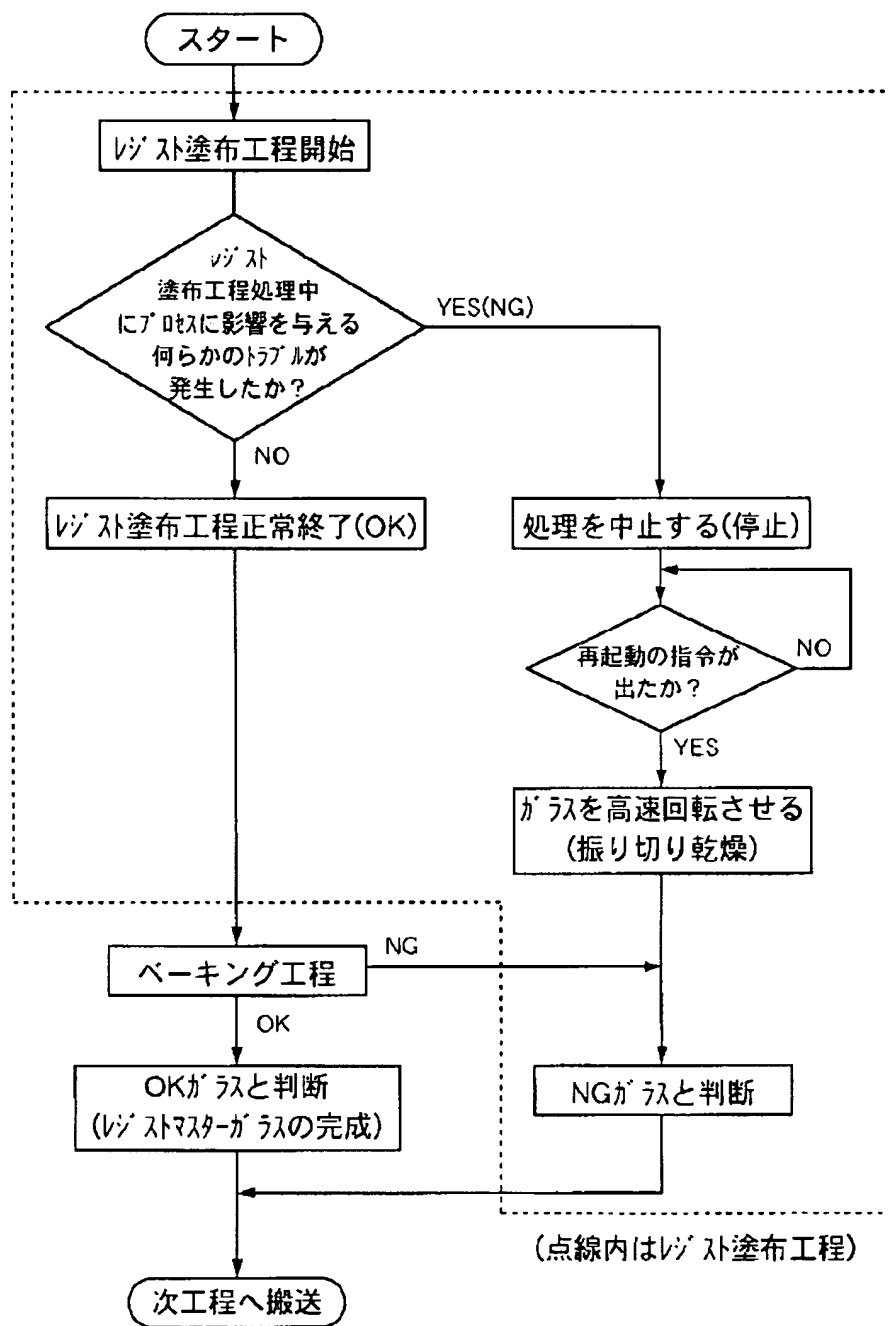 スタート
レジスト塗布工程開始
レジスト
塗布工程処理中
にプロセスに影響を与える
何らかのトラブルが
発生したか？
YES(NG)
NO
レジスト塗布工程正常終了(OK)
処理を中止する(停止)
再起動の指令が
出たか？
NO
YES
ガラスを高速回転させる
(振り切り乾燥)
ベーキング工程
NG
OK
OKガラスと判断
(レジストマスターガラスの完成)
NGガラスと判断
(点線内はレジスト塗布工程)
次工程へ搬送